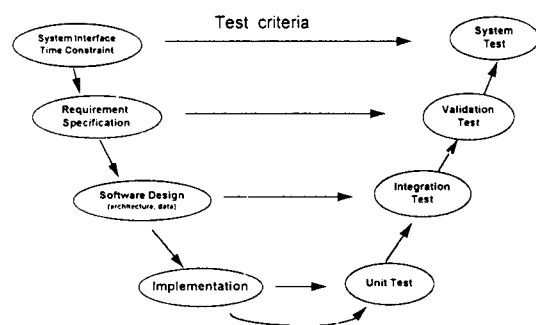 Test criteria
System Interface
Time Constraint
System
Test
Requirement
Specification
Validation
Test
Software Design
(architecture, data)
Integration
Test
Implementation
Unit Test